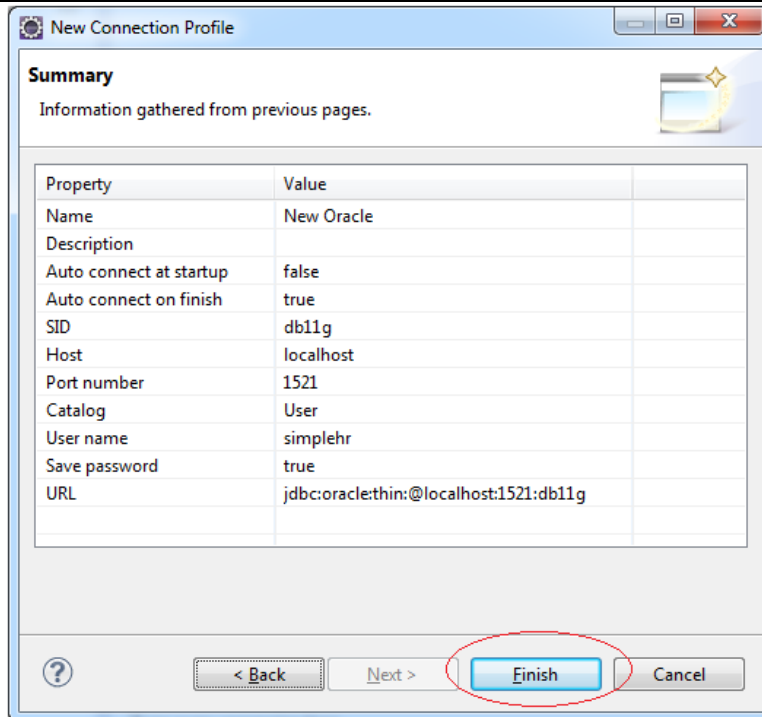 New Connection Profile
Summary
Information gathered from previous pages.
Property Value
Name New Oracle
Description
Auto connect at startup false
Auto connect on finish true
SID db11g
Host localhost
Port number 1521
Catalog User
User name simplehr
Save password true
URL jdbc:oracle:thin:@localhost:1521:db11g
? < Back Next > Finish Cancel